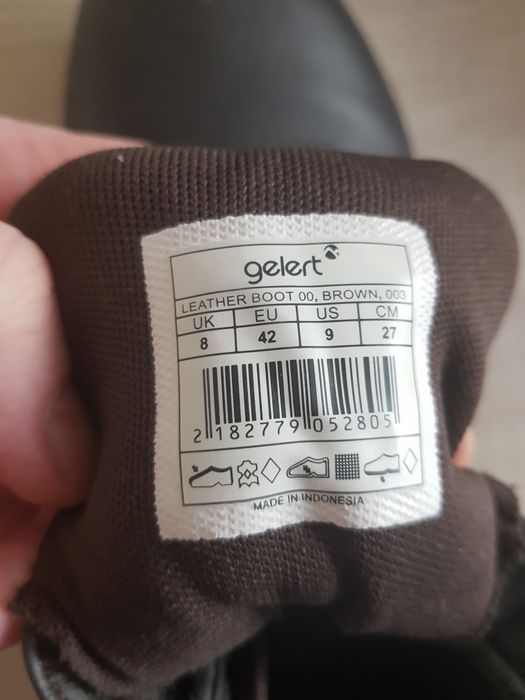 gelert
LEATHER BOOT 00, BROWN, 003
UK EU US CM
8 42 9 27
2 182779 052805
MADE IN INDONESIA